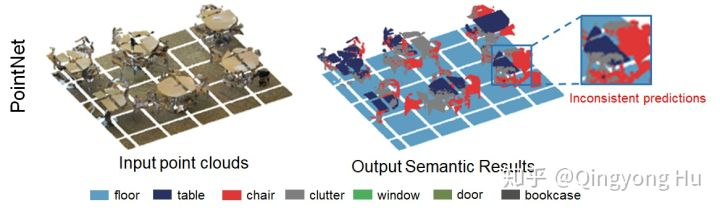 PointNet
Inconsistent predictions
Input point clouds
Output Semantic Results
知乎 @Qingyong Hu
floor table chair clutter window door bookcase